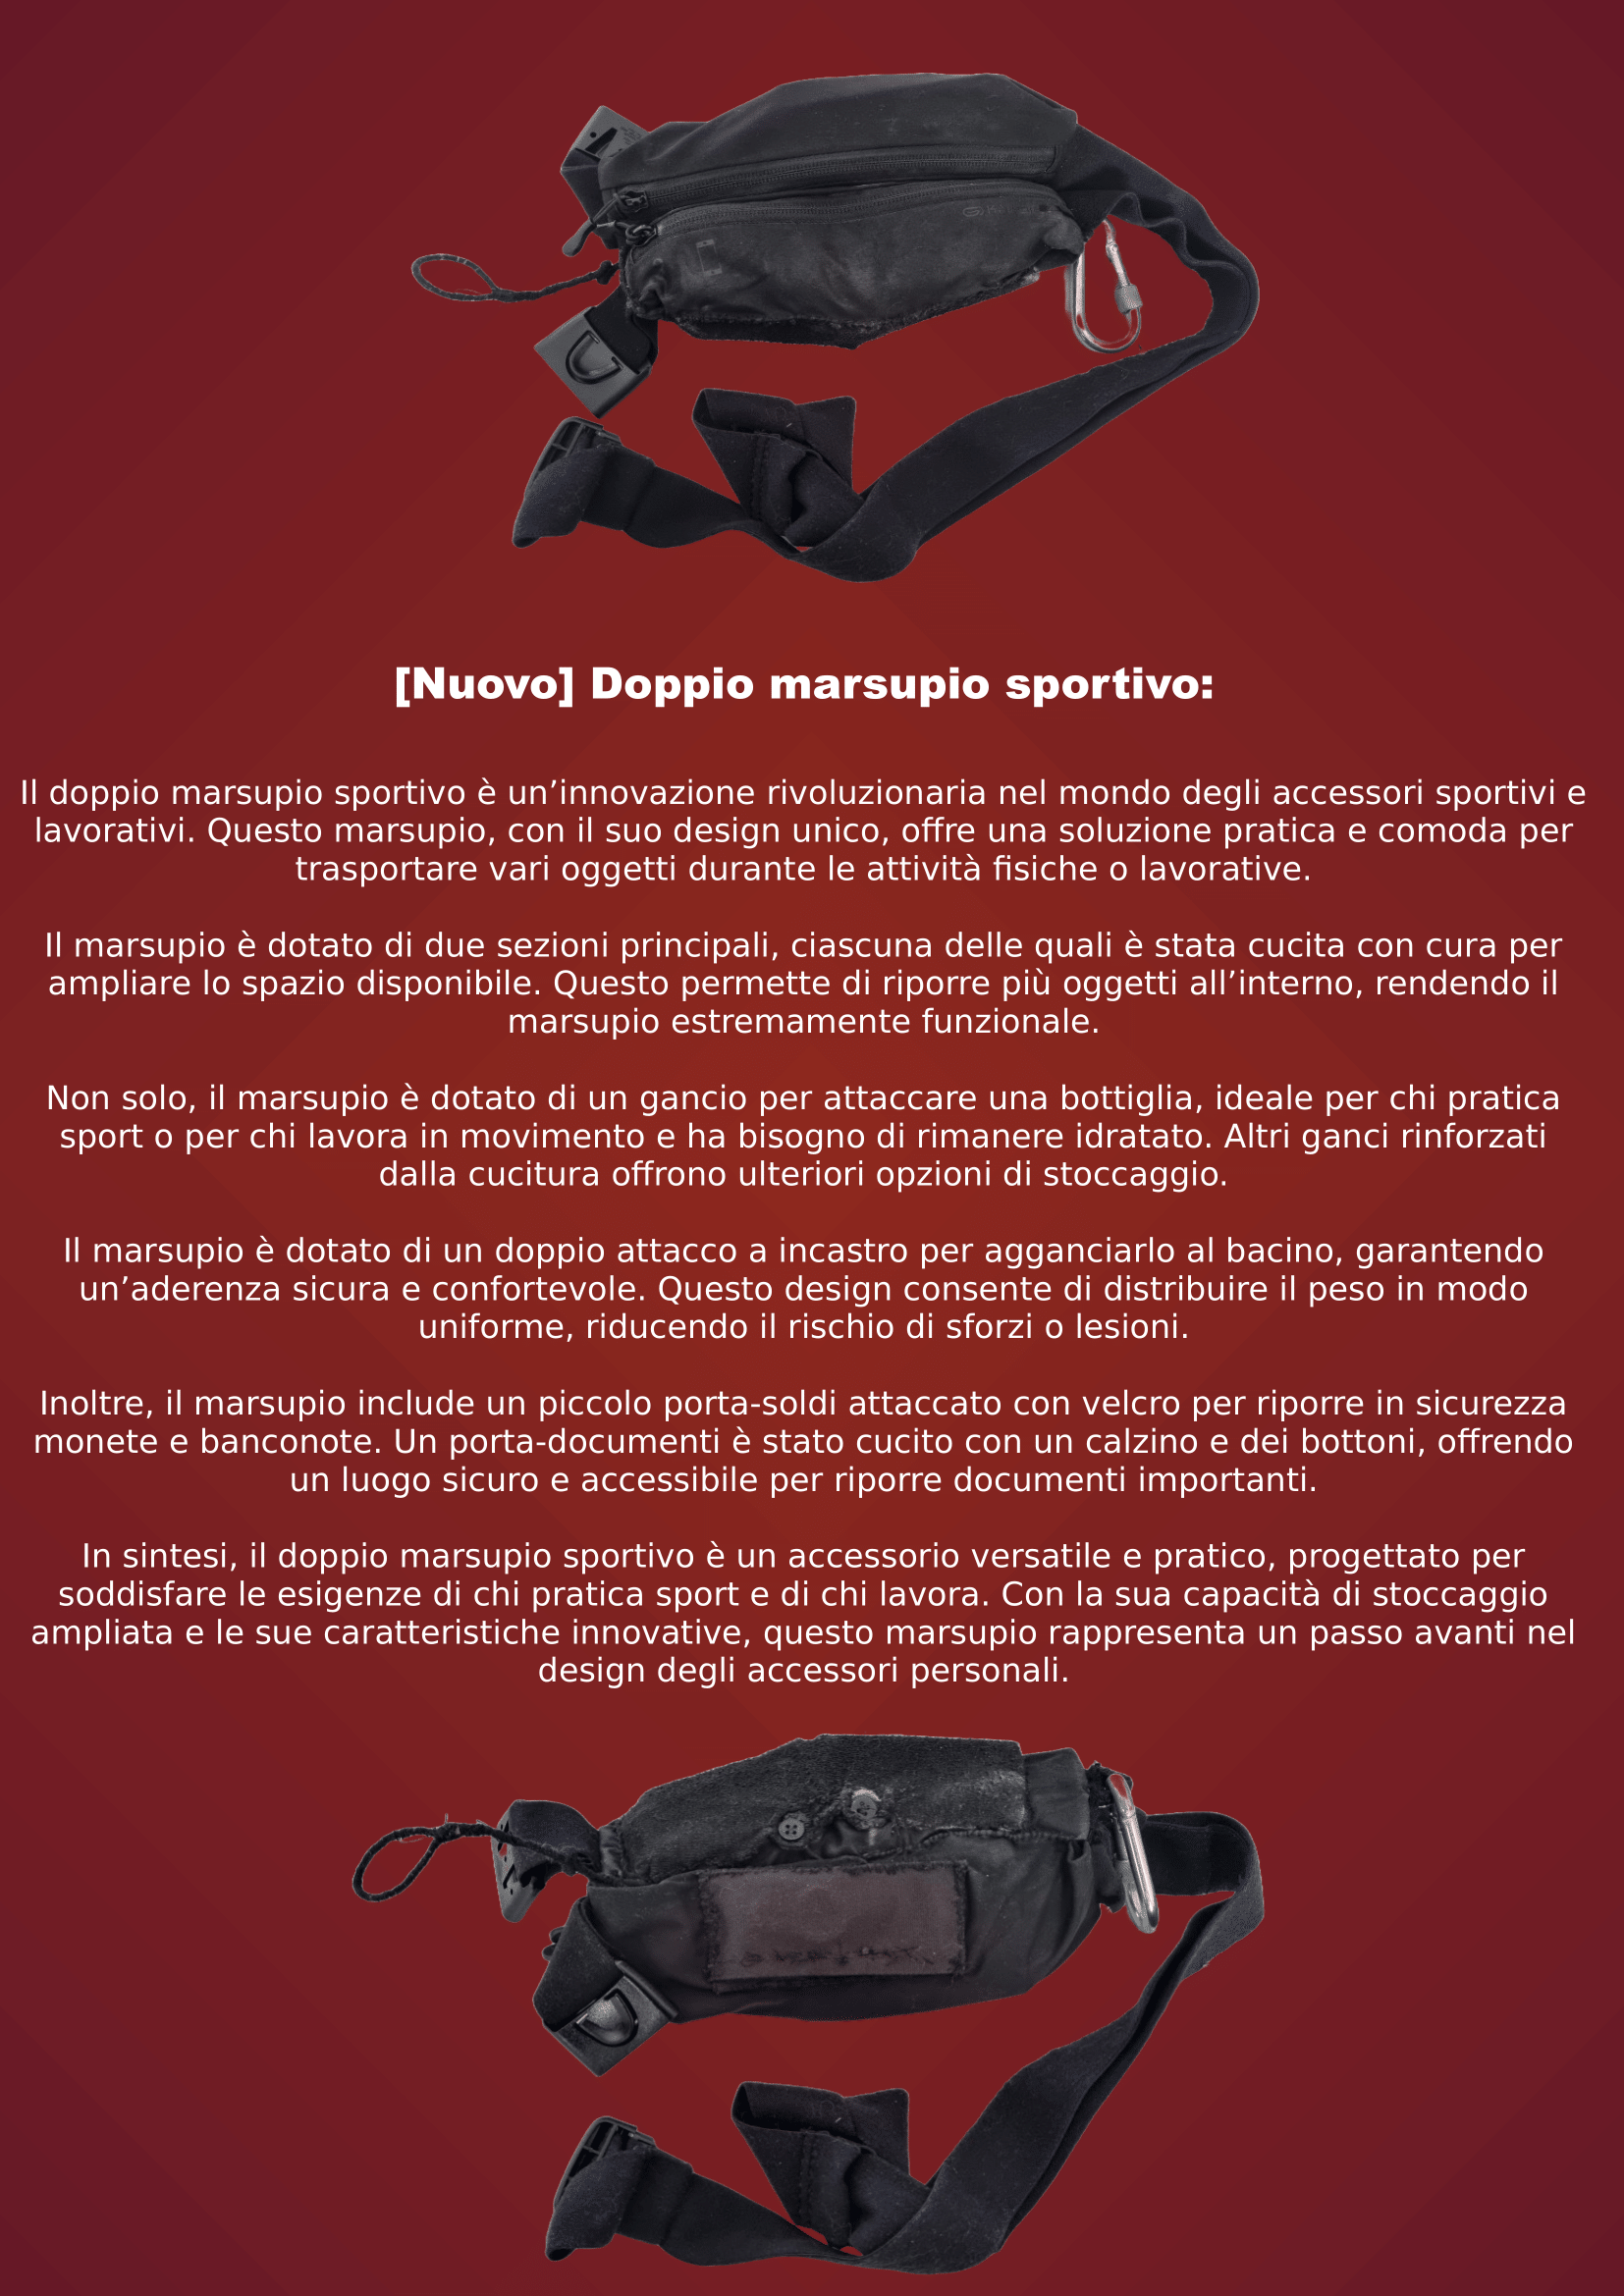 [Nuovo] Doppio marsupio sportivo:
Il doppio marsupio sportivo è un’innovazione rivoluzionaria nel mondo degli accessori sportivi e
lavorativi. Questo marsupio, con il suo design unico, offre una soluzione pratica e comoda per
trasportare vari oggetti durante le attività fisiche o lavorative.
Il marsupio è dotato di due sezioni principali, ciascuna delle quali è stata cucita con cura per
ampliare lo spazio disponibile. Questo permette di riporre più oggetti all’interno, rendendo il
marsupio estremamente funzionale.
Non solo, il marsupio è dotato di un gancio per attaccare una bottiglia, ideale per chi pratica
sport o per chi lavora in movimento e ha bisogno di rimanere idratato. Altri ganci rinforzati
dalla cucitura offrono ulteriori opzioni di stoccaggio.
Il marsupio è dotato di un doppio attacco a incastro per agganciarlo al bacino, garantendo
un’aderenza sicura e confortevole. Questo design consente di distribuire il peso in modo
uniforme, riducendo il rischio di sforzi o lesioni.
Inoltre, il marsupio include un piccolo porta-soldi attaccato con velcro per riporre in sicurezza
monete e banconote. Un porta-documenti è stato cucito con un calzino e dei bottoni, offrendo
un luogo sicuro e accessibile per riporre documenti importanti.
In sintesi, il doppio marsupio sportivo è un accessorio versatile e pratico, progettato per
soddisfare le esigenze di chi pratica sport e di chi lavora. Con la sua capacità di stoccaggio
ampliata e le sue caratteristiche innovative, questo marsupio rappresenta un passo avanti nel
design degli accessori personali.